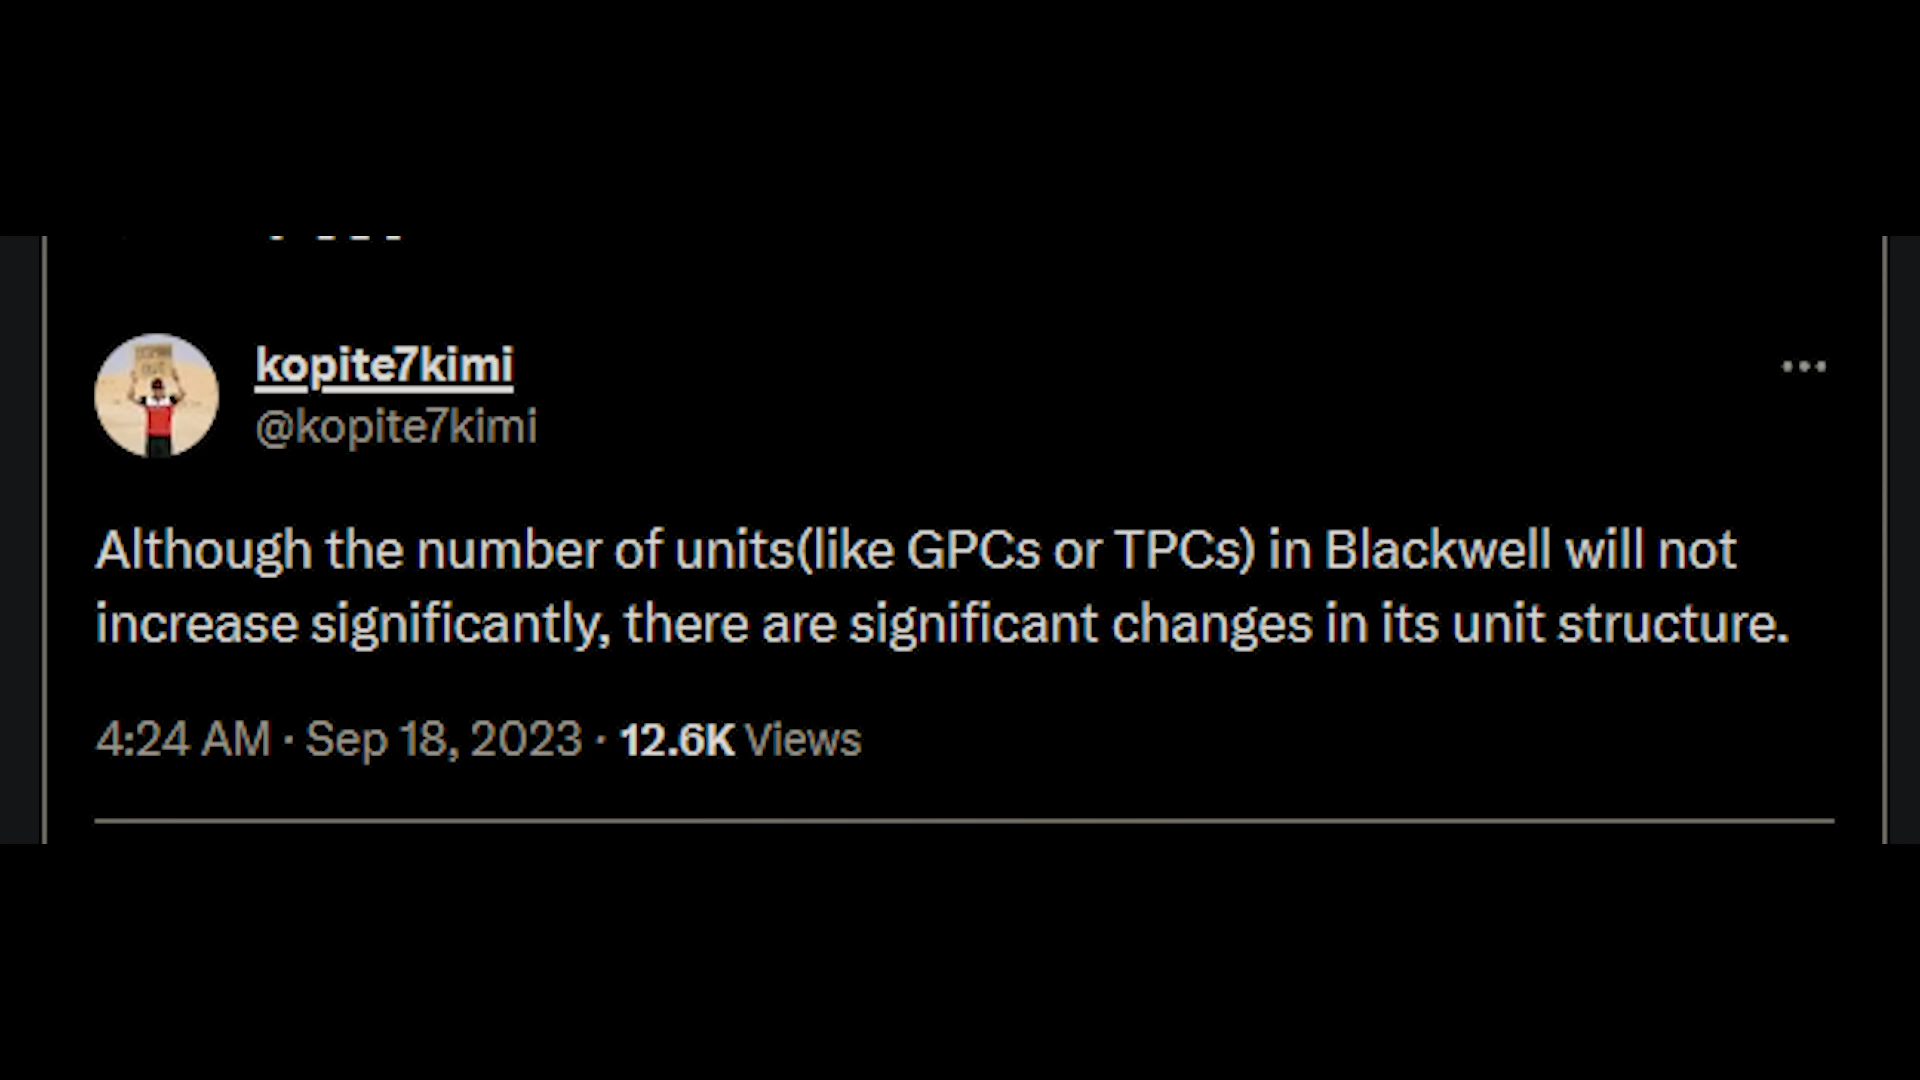 kopite7kimi
@kopite7kimi
Although the number of units(like GPCs or TPCs) in Blackwell will not
increase significantly, there are significant changes in its unit structure.
4:24 AM · Sep 18, 2023 · 12.6K Views